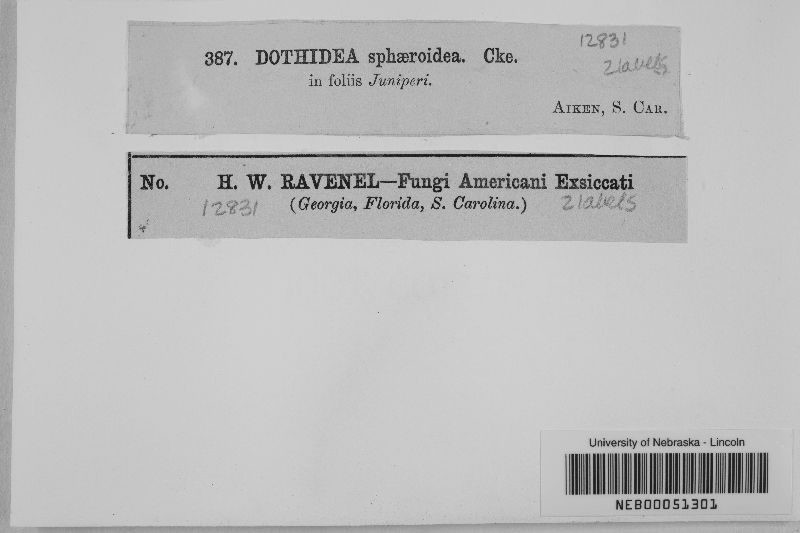 387. DOTHIDEA sphæroidea. Cke.
12831
2 labels
in foliis Juniperi.
AIKEN, S. CAR.
No. H. W. RAVENEL—Fungi Americani Exsiccati
12831 (Georgia, Florida, S. Carolina.) 2 labels
University of Nebraska - Lincoln
NEB00051301